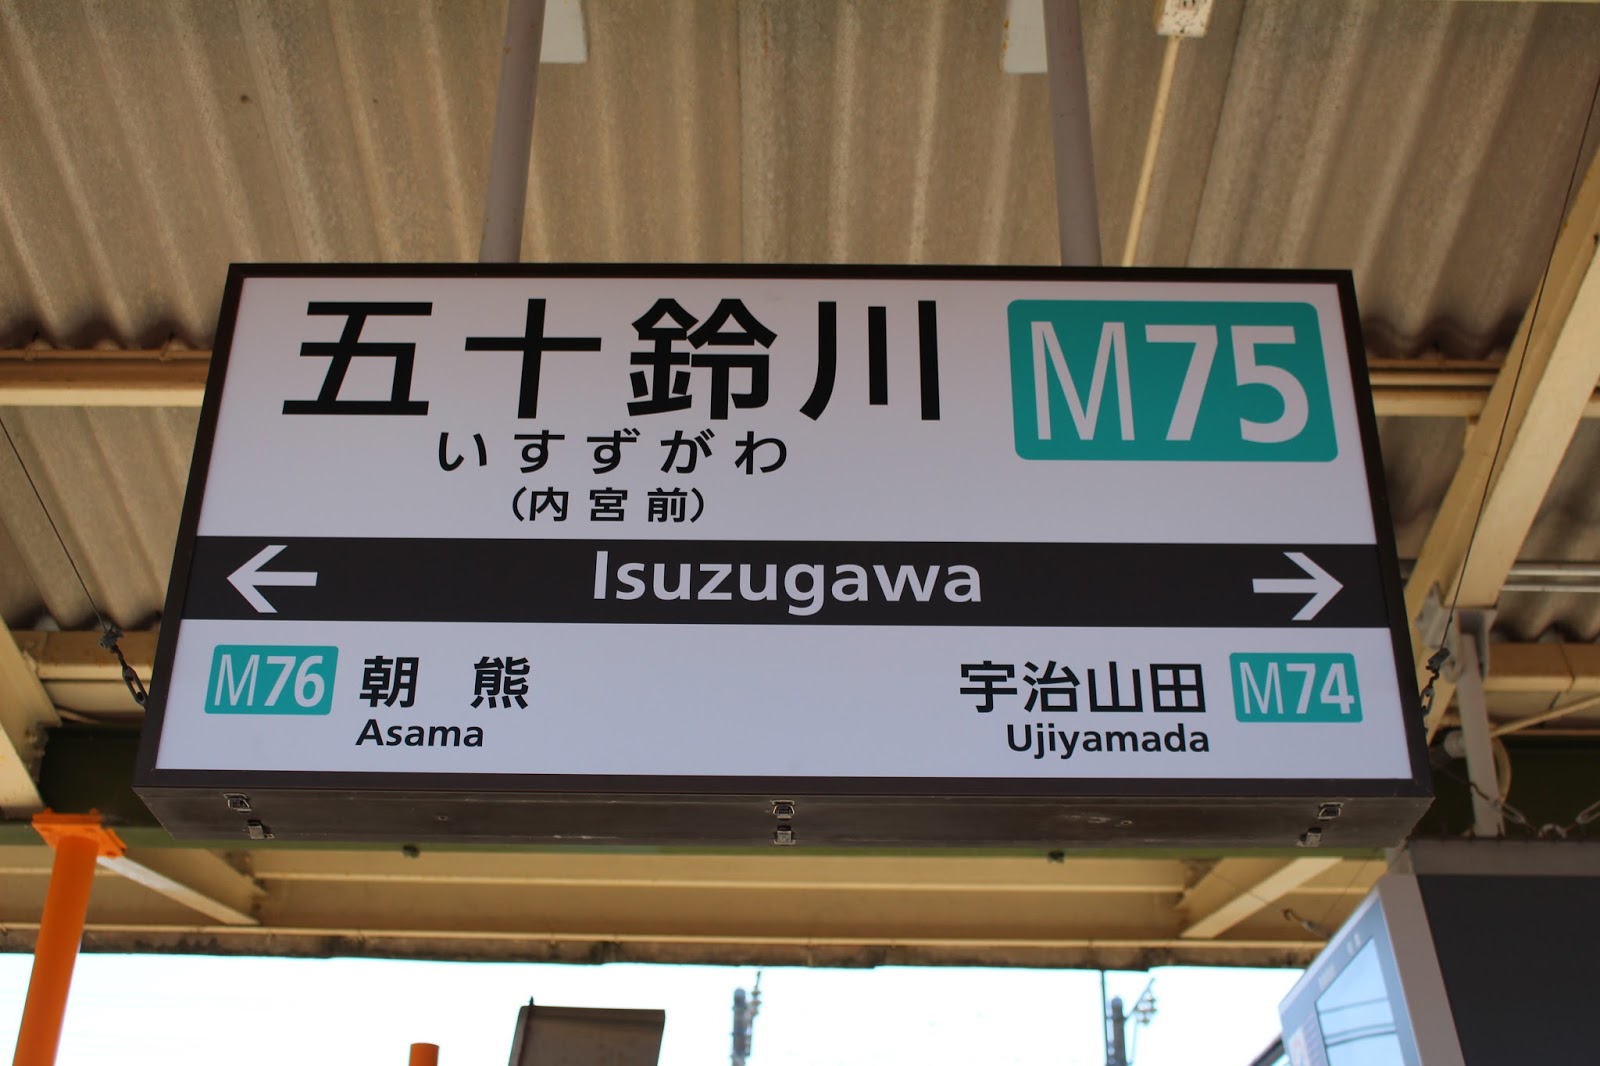 五十鈴川 M75
いすずがわ
(内宮前)
← Isuzugawa →
M76 朝熊 宇治山田 M74
Asama Ujiyamada